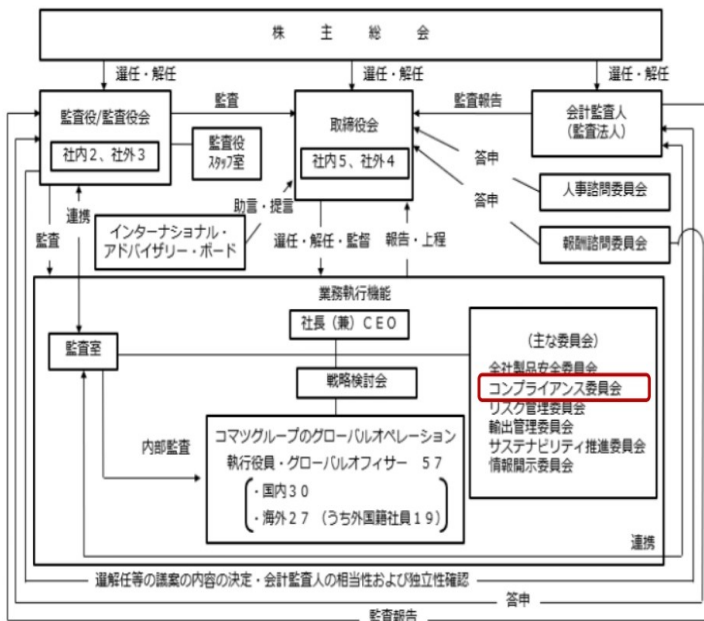 株主総会
選任・解任
選任・解任
選任・解任
監査役/監査役会
社内2、社外3
監査
監査役
スタッフ室
取締役会
社内5、社外4
監査報告
会計監査人
(監査法人)
答申
人事諮問委員会
答申
報酬諮問委員会
連携
監査
助言・提言
インターナショナル・
アドバイザリー・ボード
選任・解任・監督
報告・上程
業務執行機能
社長(兼)CEO
監査室
戦略検討会
(主な委員会)
全社製品安全委員会
コンプライアンス委員会
リスク管理委員会
輸出管理委員会
サステナビリティ推進委員会
情報開示委員会
内部監査
コマツグループのグローバルオペレーション
執行役員・グローバルオフィサー 57
・国内30
・海外27 (うち外国籍社員19)
連携
選解任等の議案の内容の決定・会計監査人の相当性および独立性確認
答申
監査報告